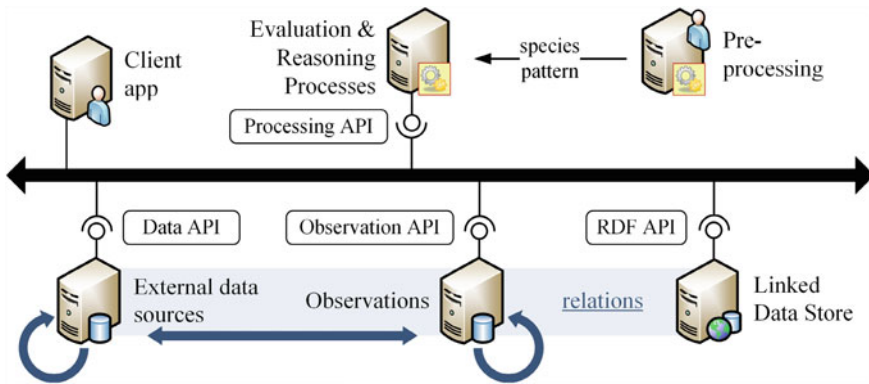 Client
app
Evaluation &
Reasoning
Processes
species
pattern
Pre-
processing
Processing API
Data API
Observation API
RDF API
External data
sources
Observations
relations
Linked
Data Store